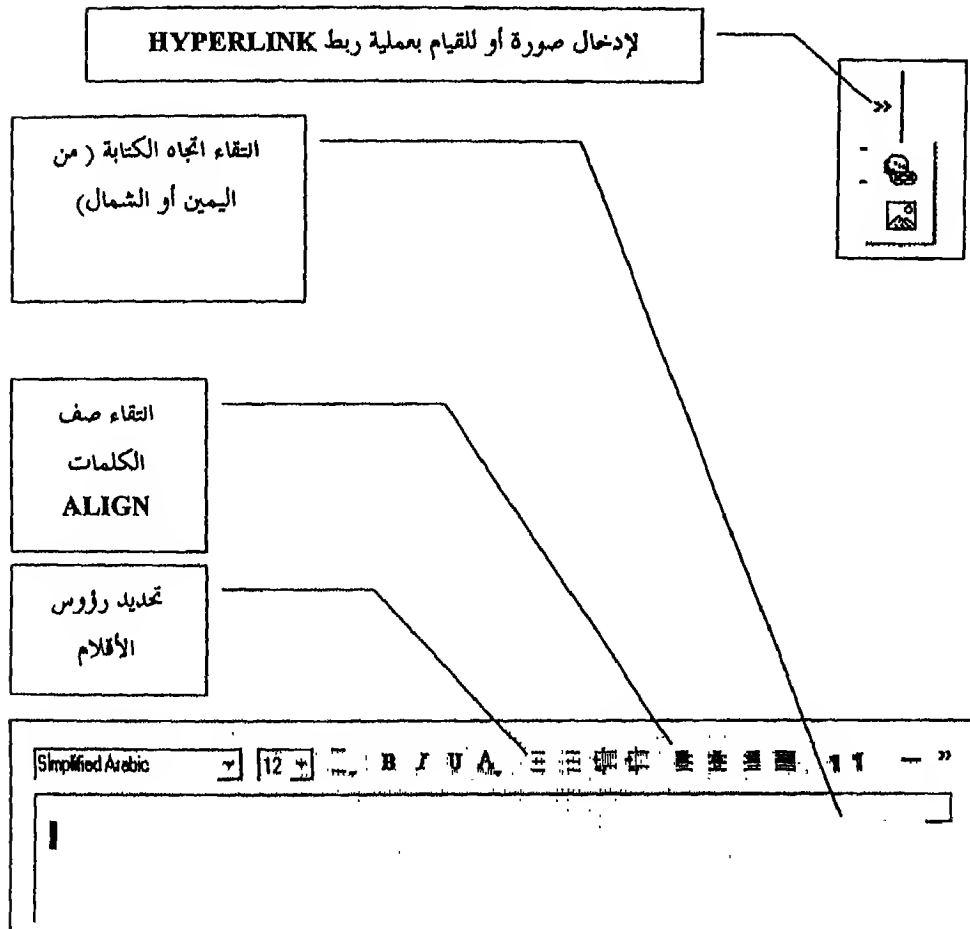 لإدخال صورة أو للقيام بعملية ربط HYPERLINK
»
التقاء اتجاه الكتابة ( من
اليمين أو الشمال)
التقاء صف
الكلمات
ALIGN
تحديد رؤوس
الأقلام
Simplified Arabic 12 B I U A ¶ ¶ »